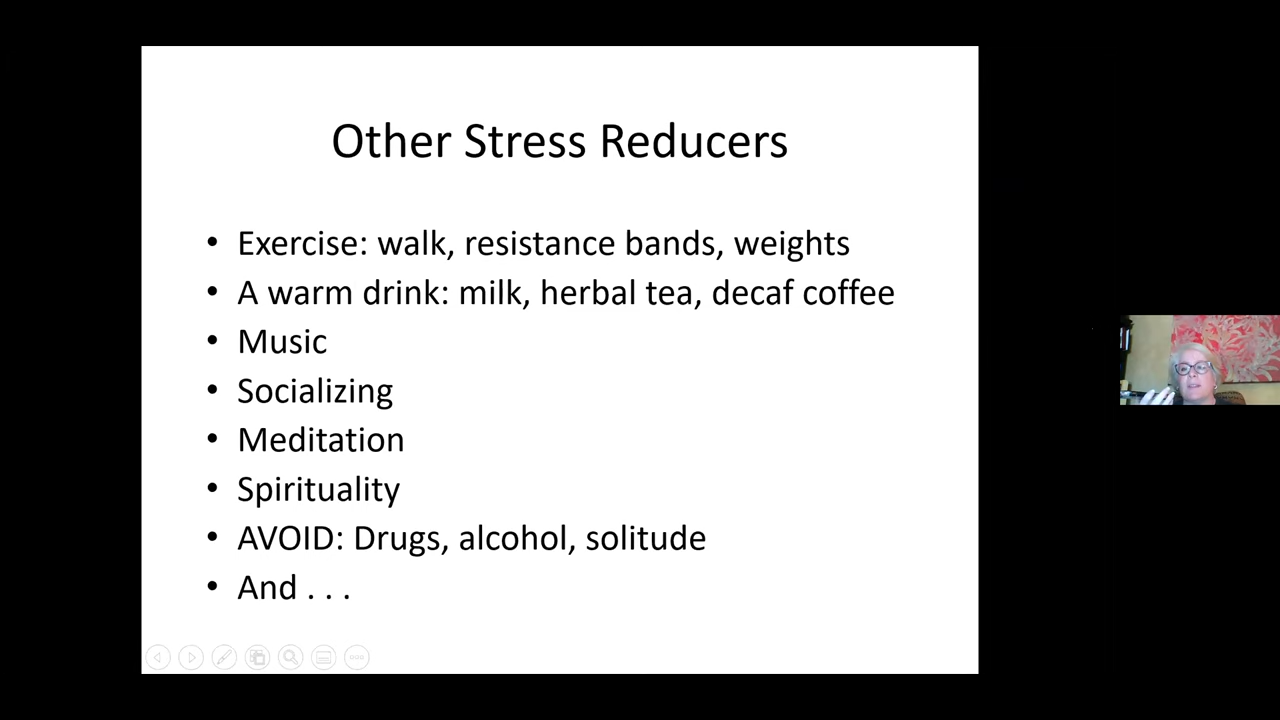 Other Stress Reducers
• Exercise: walk, resistance bands, weights
• A warm drink: milk, herbal tea, decaf coffee
• Music
• Socializing
• Meditation
• Spirituality
• AVOID: Drugs, alcohol, solitude
• And . . .